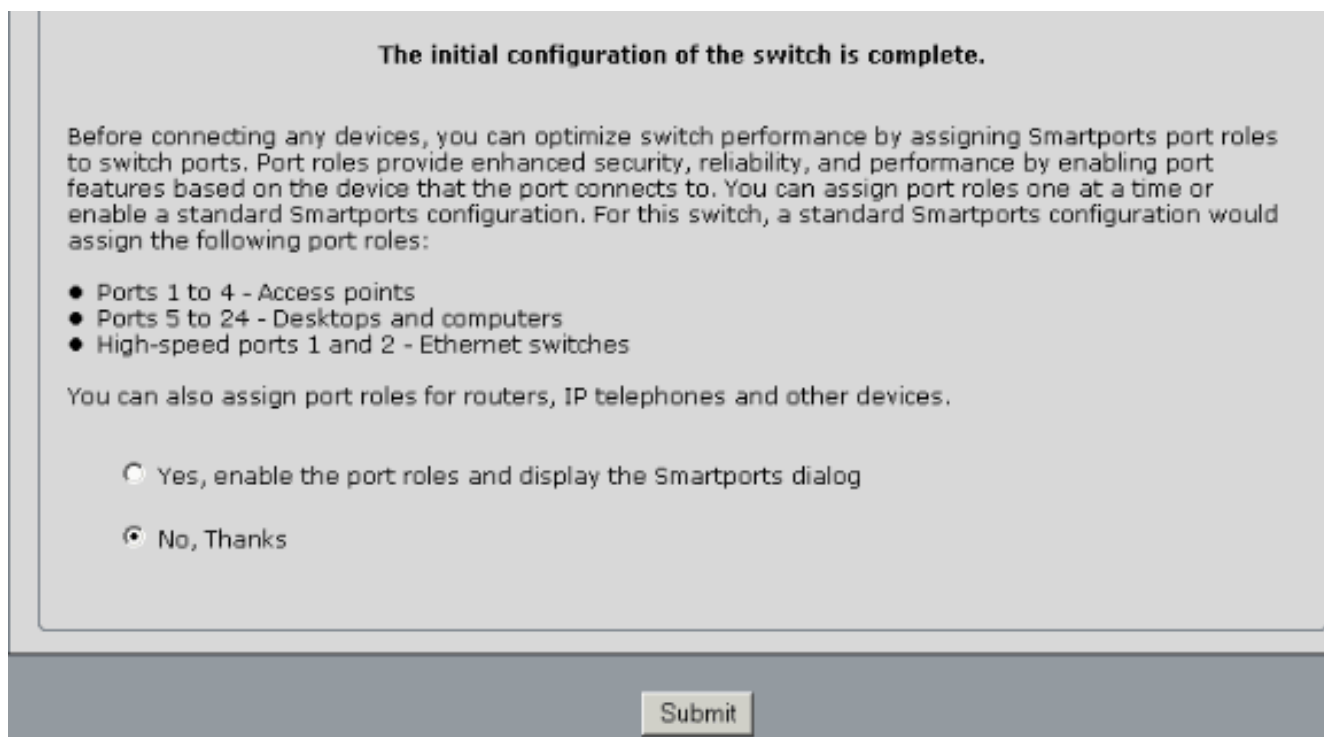 The initial configuration of the switch is complete.
Before connecting any devices, you can optimize switch performance by assigning Smartports port roles
to switch ports. Port roles provide enhanced security, reliability, and performance by enabling port
features based on the device that the port connects to. You can assign port roles one at a time or
enable a standard Smartports configuration. For this switch, a standard Smartports configuration would
assign the following port roles:
● Ports 1 to 4 - Access points
● Ports 5 to 24 - Desktops and computers
● High-speed ports 1 and 2 - Ethernet switches
You can also assign port roles for routers, IP telephones and other devices.
Yes, enable the port roles and display the Smartports dialog
No, Thanks
Submit